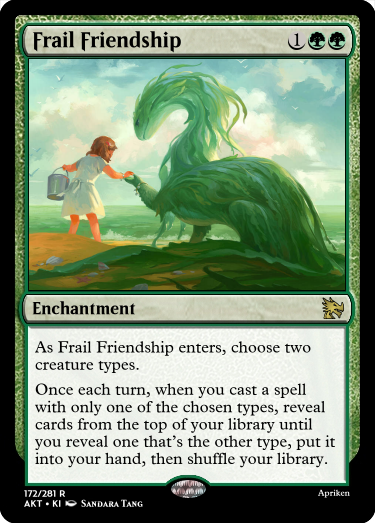 Frail Friendship 1
Enchantment
As Frail Friendship enters, choose two
creature types.
Once each turn, when you cast a spell
with only one of the chosen types, reveal
cards from the top of your library until
you reveal one that's the other type, put it
into your hand, then shuffle your library.
172/281 R
AKT • KI Sandara Tang
Apriken